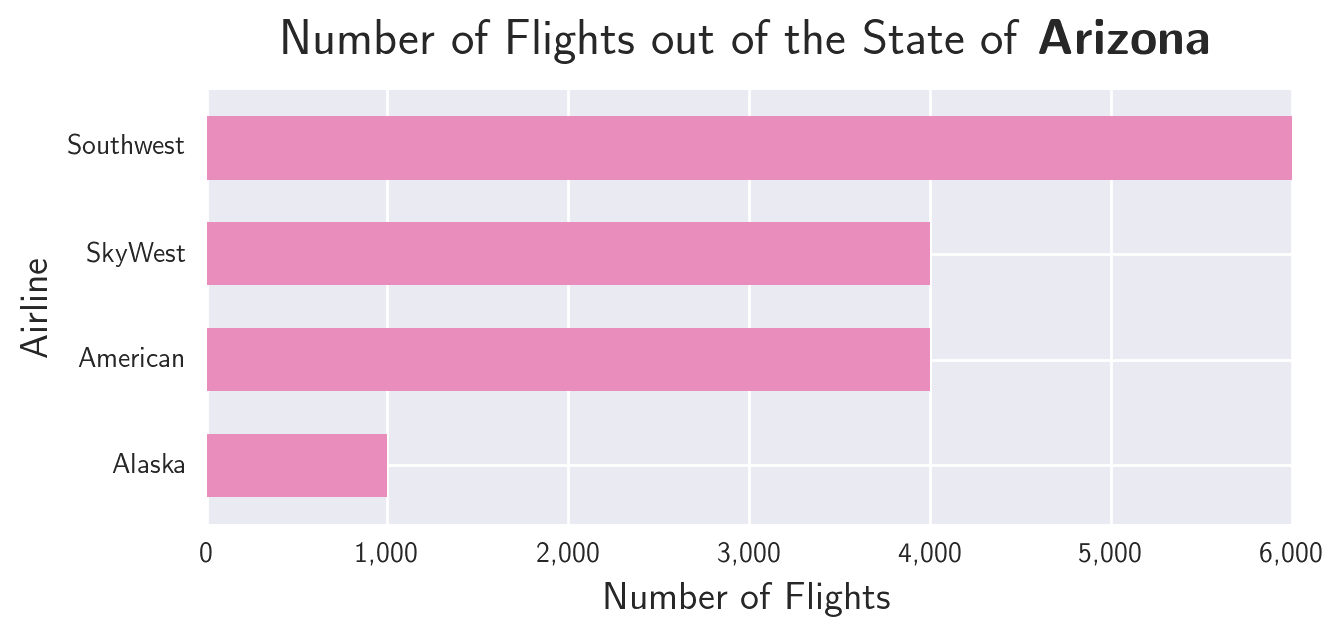 Number of Flights out of the State of Arizona
Airline
Southwest
SkyWest
American
Alaska
0 1,000 2,000 3,000 4,000 5,000 6,000
Number of Flights